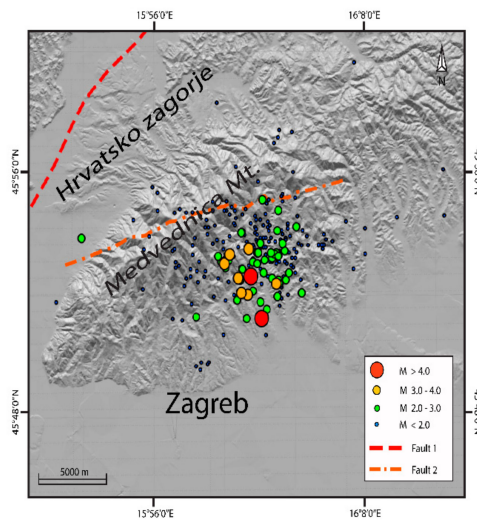 15°56'0"E 16°8'0"E
N
Hrvatsko zagorje
45°56'0"N
Medvednica Mt.
Zagreb
45°48'0"N
M > 4.0
M 3.0 - 4.0
M 2.0 - 3.0
M < 2.0
Fault 1
Fault 2
5000 m
15°56'0"E 16°8'0"E